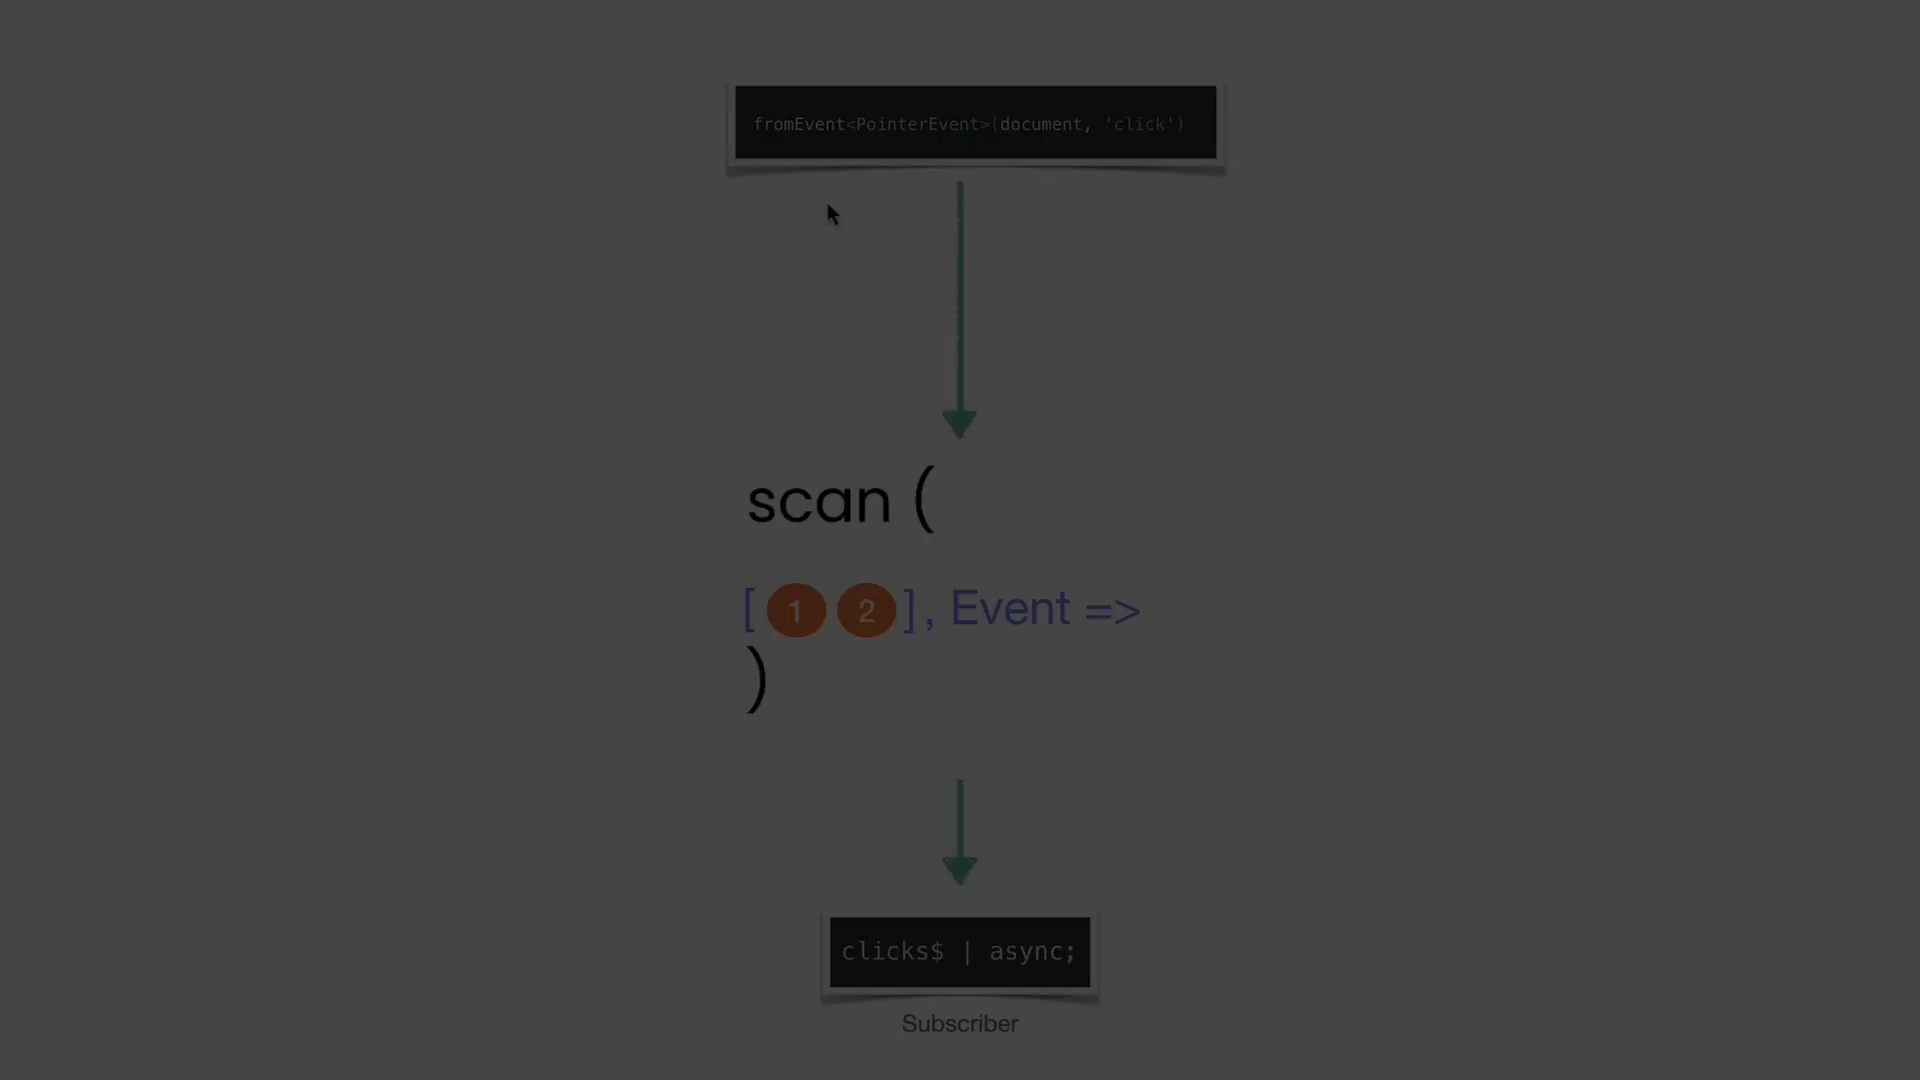 fromEvent<PointerEvent>(document, 'click')
scan (
[ 1 2 ] , Event =>
)
clicks$ | async;
Subscriber